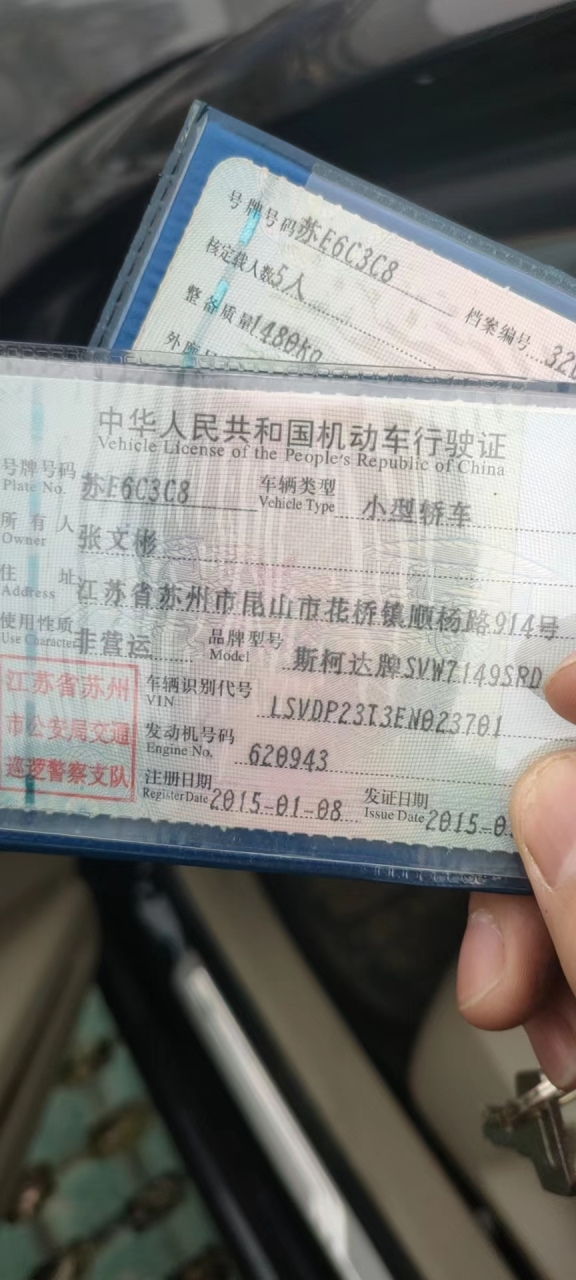 号牌号码 苏E6C3C8
核定载人数 5人 档案编号 320
整备质量 1480kg
中华人民共和国机动车行驶证
Vehicle License of the People's Republic of China
号牌号码 苏E6C3C8 车辆类型 小型轿车
Plate No. Vehicle Type
所有人 张文彬
Owner
住址 江苏省苏州市昆山市花桥镇顺杨路914号
Address
使用性质 非营运 品牌型号 斯柯达牌SVW7149SRD
Use Character Model
江苏省苏州 车辆识别代号 LSVDP23T3EN023701
VIN
市公安局交通 发动机号码 620943
Engine No.
巡逻警察支队 注册日期 2015-01-08 发证日期 2015-0
Register Date Issue Date